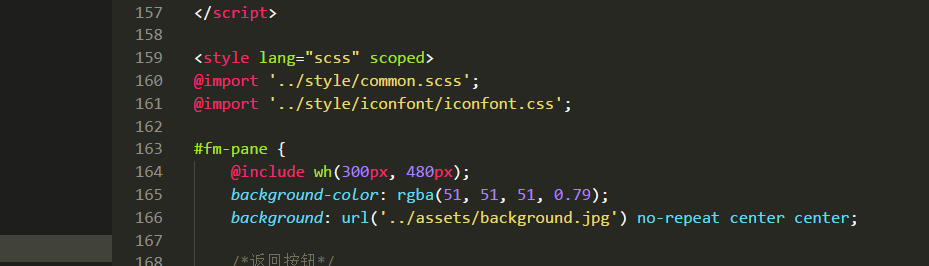 157 </script>
158
159 <style lang="scss" scoped>
160 @import '../style/common.scss';
161 @import '../style/iconfont/iconfont.css';
162
163 #fm-pane {
164 @include wh(300px, 480px);
165 background-color: rgba(51, 51, 51, 0.79);
166 background: url('../assets/background.jpg') no-repeat center center;
167
168 /*返回按钮*/